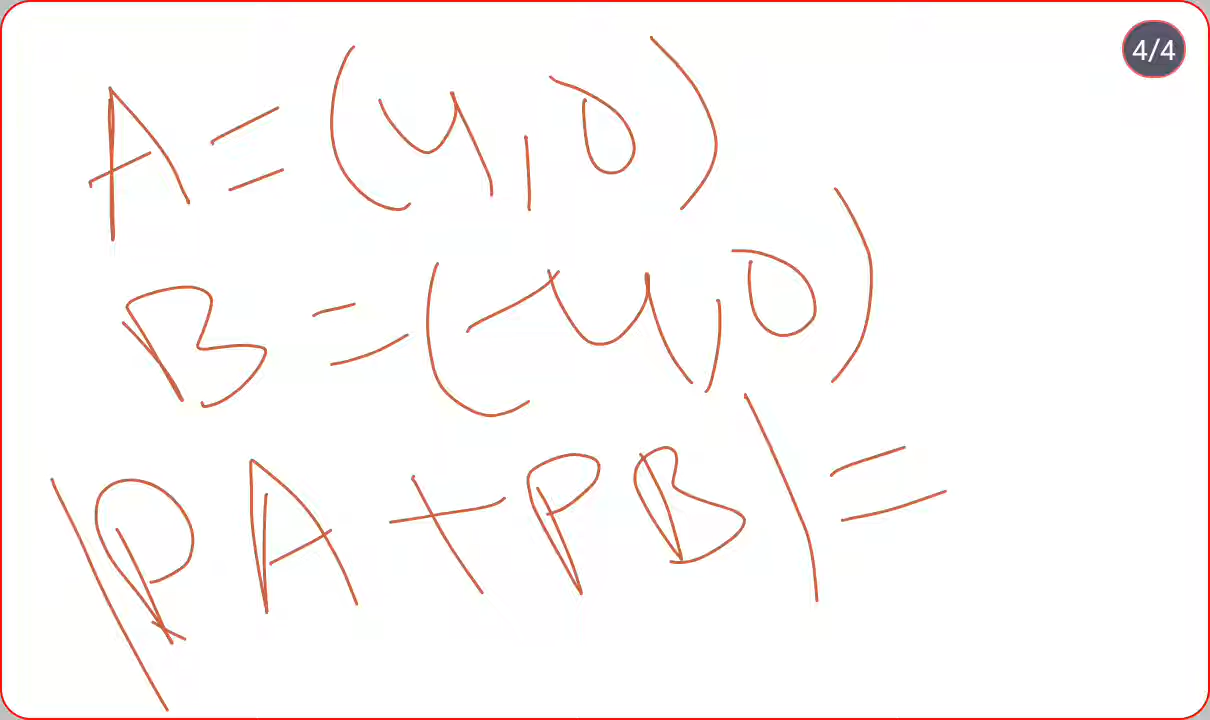 4/4
A = (4,0)
B = (-4,0)
|PA + PB| =